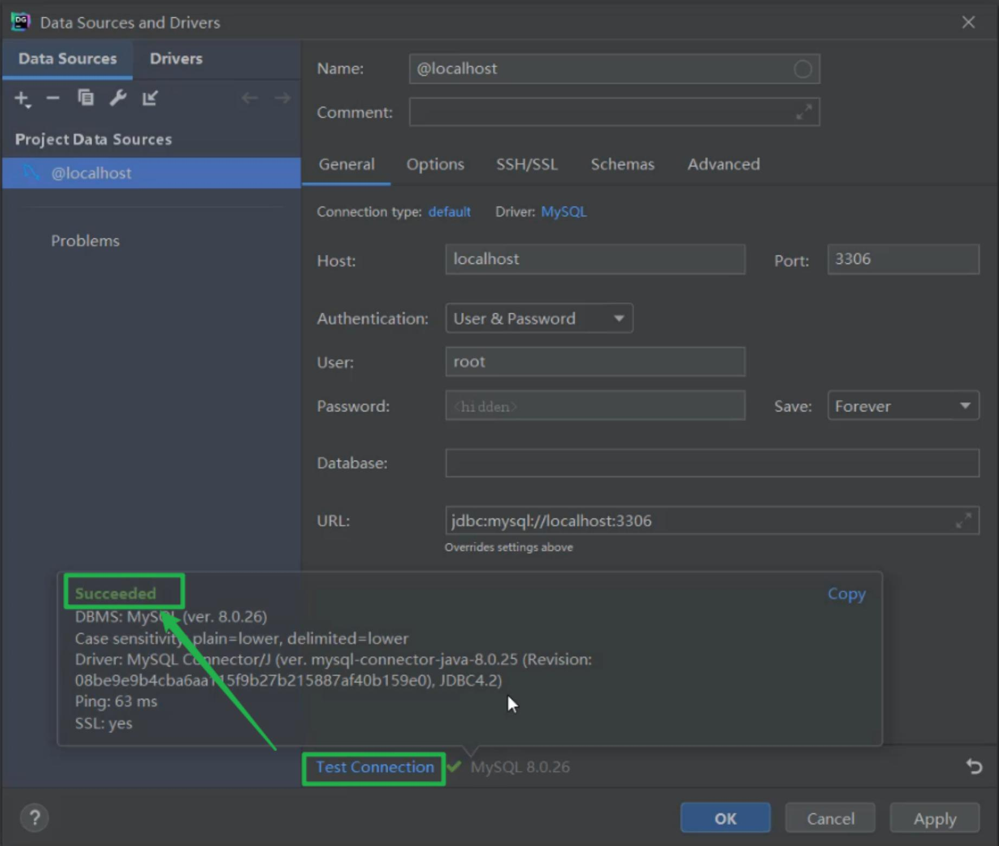 Data Sources and Drivers
Data Sources Drivers
Project Data Sources
@localhost
Problems
Name: @localhost
Comment:
General Options SSH/SSL Schemas Advanced
Connection type: default Driver: MySQL
Host: localhost Port: 3306
Authentication: User & Password
User: root
Password: <hidden> Save: Forever
Database:
URL: jdbc:mysql://localhost:3306
Overrides settings above
Succeeded Copy
DBMS: MySQL (ver. 8.0.26)
Case sensitivity: plain=lower, delimited=lower
Driver: MySQL Connector/J (ver. mysql-connector-java-8.0.25 (Revision:
JDBC4.2)
Ping: 63 ms
SSL: yes
Test Connection MySQL 8.0.26
? OK Cancel Apply